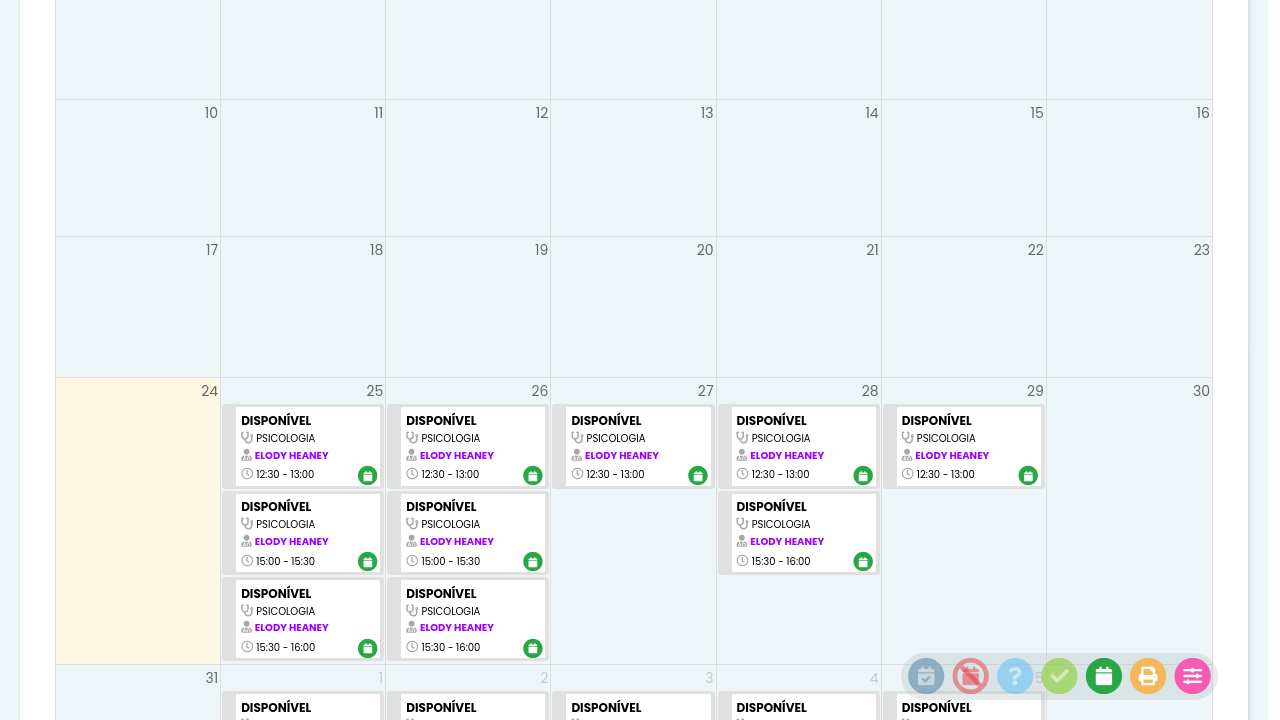 10 11 12 13 14 15 16
17 18 19 20 21 22 23
24 25 26 27 28 29 30
DISPONÍVEL DISPONÍVEL DISPONÍVEL DISPONÍVEL DISPONÍVEL
PSICOLOGIA PSICOLOGIA PSICOLOGIA PSICOLOGIA PSICOLOGIA
ELODY HEANEY ELODY HEANEY ELODY HEANEY ELODY HEANEY ELODY HEANEY
12:30 - 13:00 12:30 - 13:00 12:30 - 13:00 12:30 - 13:00 12:30 - 13:00
DISPONÍVEL DISPONÍVEL DISPONÍVEL
PSICOLOGIA PSICOLOGIA PSICOLOGIA
ELODY HEANEY ELODY HEANEY ELODY HEANEY
15:00 - 15:30 15:00 - 15:30 15:30 - 16:00
DISPONÍVEL DISPONÍVEL
PSICOLOGIA PSICOLOGIA
ELODY HEANEY ELODY HEANEY
15:30 - 16:00 15:30 - 16:00
31 1 2 3 4 5
DISPONÍVEL DISPONÍVEL DISPONÍVEL DISPONÍVEL DISPONÍVEL